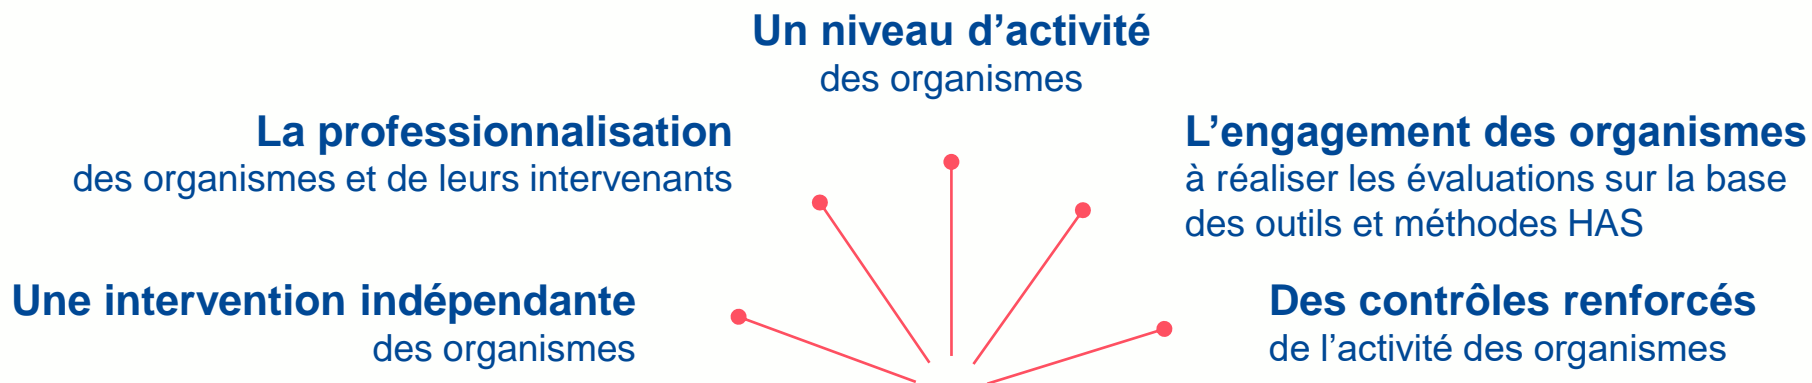 Un niveau d’activité
des organismes
La professionnalisation
des organismes et de leurs intervenants
L’engagement des organismes
à réaliser les évaluations sur la base
des outils et méthodes HAS
Une intervention indépendante
des organismes
Des contrôles renforcés
de l’activité des organismes